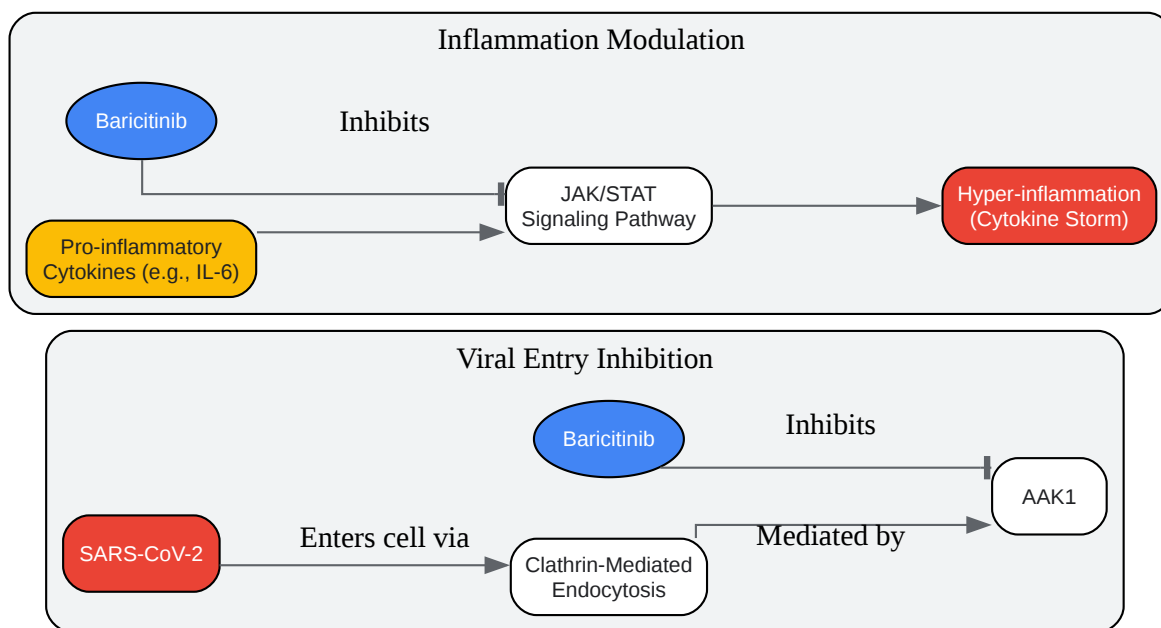 Inflammation Modulation
Baricitinib
Inhibits
JAK/STAT
Signaling Pathway
Hyper-inflammation
(Cytokine Storm)
Pro-inflammatory
Cytokines (e.g., IL-6)
Viral Entry Inhibition
Baricitinib
Inhibits
AAK1
SARS-CoV-2
Enters cell via
Clathrin-Mediated
Endocytosis
Mediated by